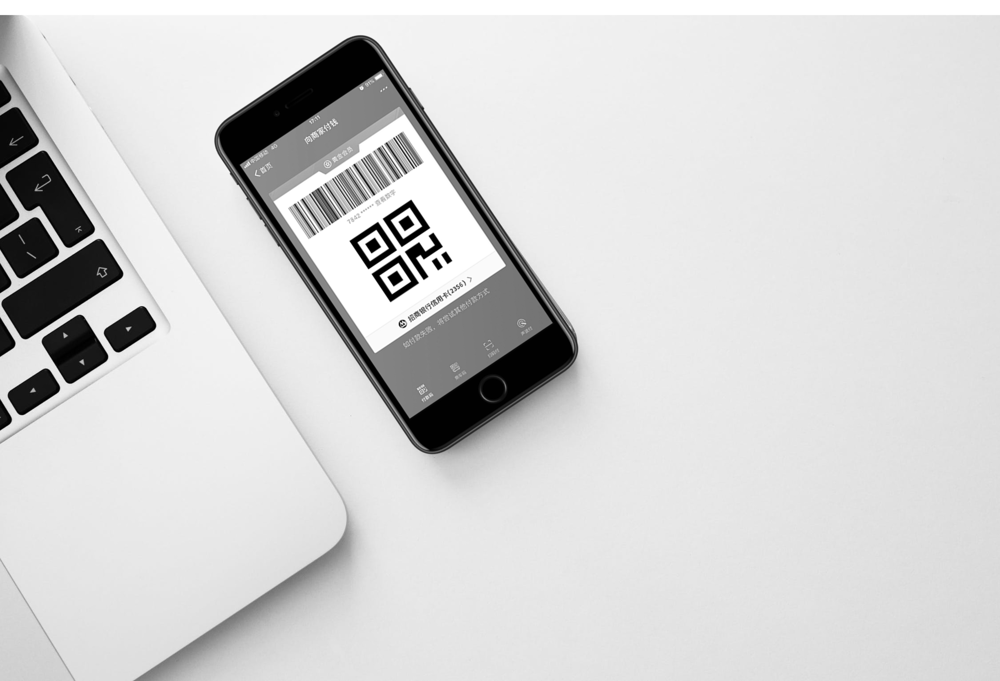 中国移动 4G
17:11
91%
首页
向商家付钱
黄金会员
7842 ****** 查看数字
招商银行信用卡(2356)
如付款失败，将尝试其他付款方式
付款码
乘车码
扫码付
声波付